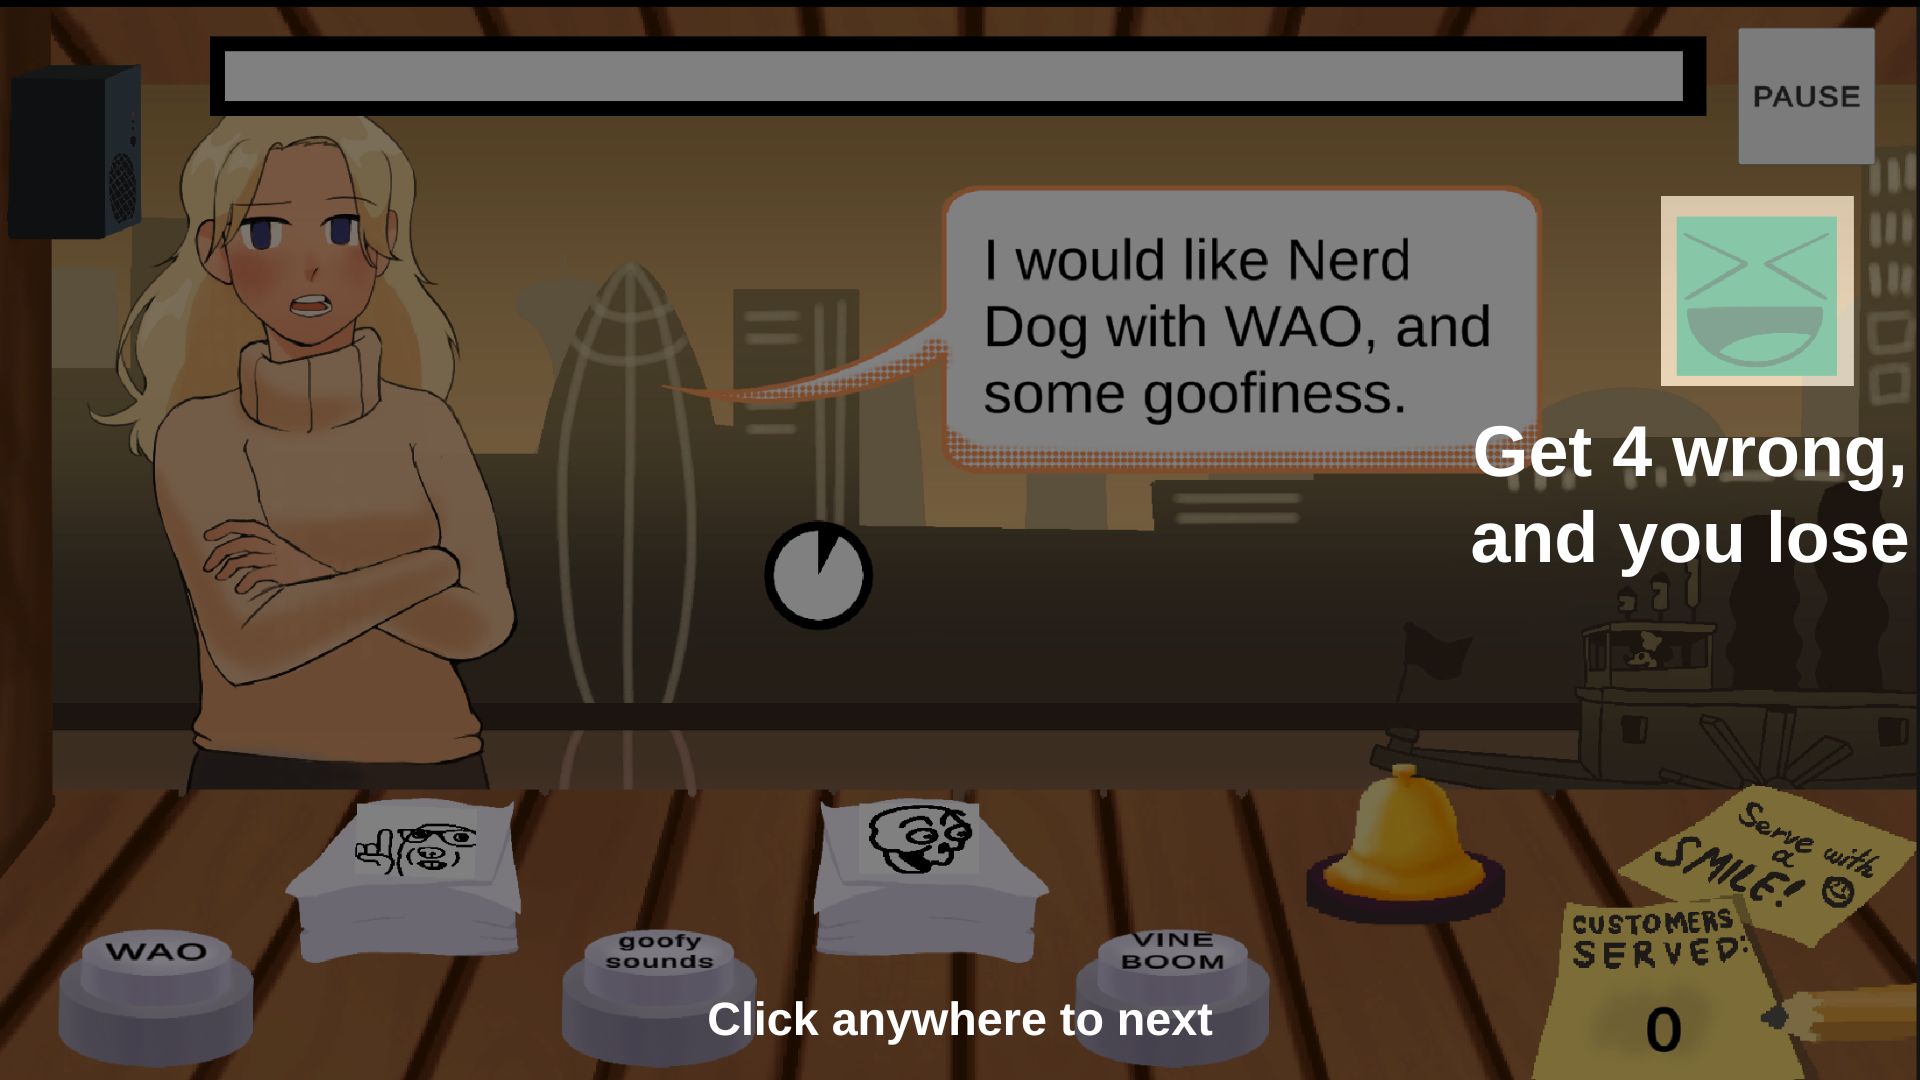 PAUSE
I would like Nerd
Dog with WAO, and
some goofiness.
Get 4 wrong,
and you lose
Serve with
a
SMILE!
CUSTOMERS
SERVED:
0
WAO
goofy
sounds
VINE
BOOM
Click anywhere to next